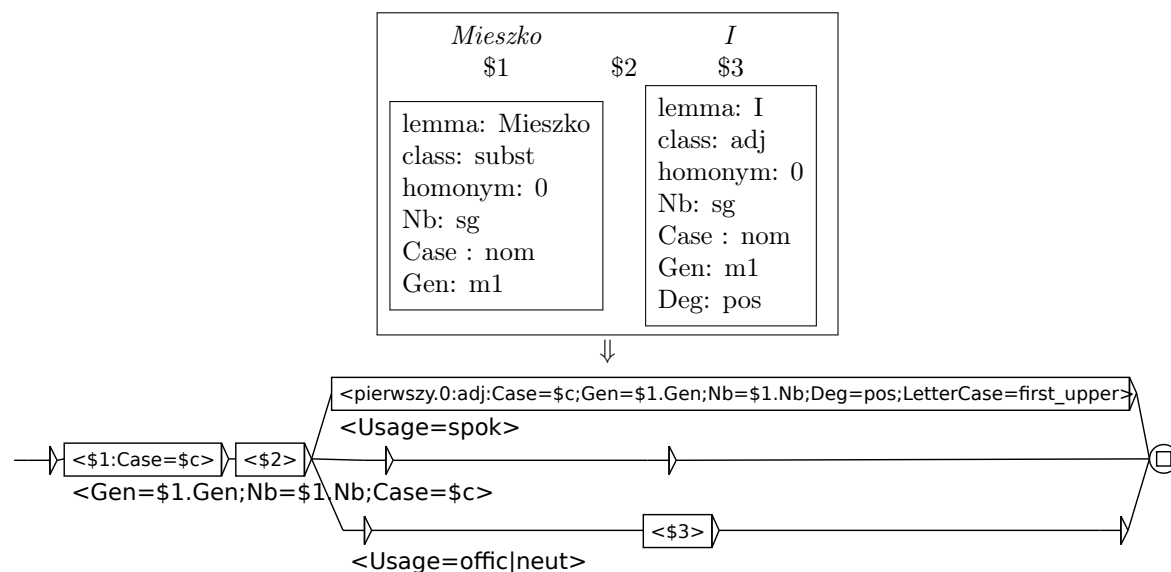 Mieszko I
$1 $2 $3
lemma: Mieszko
class: subst
homonym: 0
Nb: sg
Case : nom
Gen: m1
lemma: I
class: adj
homonym: 0
Nb: sg
Case : nom
Gen: m1
Deg: pos
⇓
<pierwszy.0:adj:Case=$c;Gen=$1.Gen;Nb=$1.Nb;Deg=pos;LetterCase=first_upper>
<Usage=spok>
<$1:Case=$c> <$2>
<Gen=$1.Gen;Nb=$1.Nb;Case=$c>
<$3>
<Usage=offic|neut>